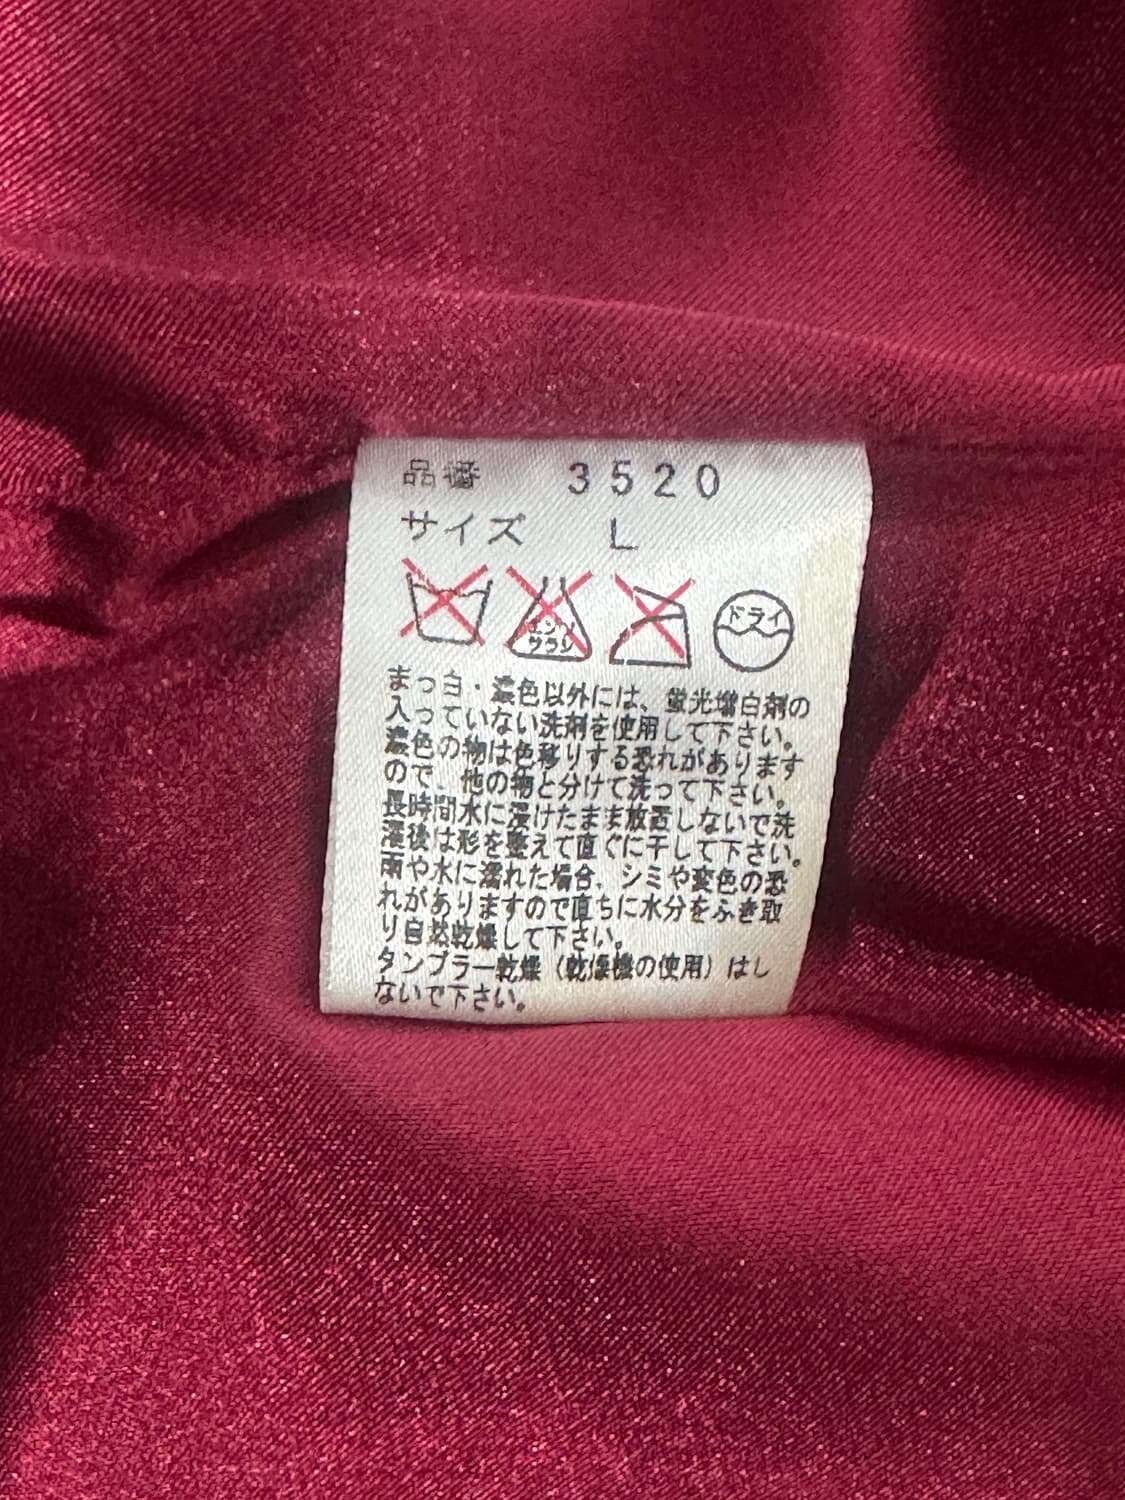 品番 3520
サイズ L
エンソ
サラシ
ドライ
まっ白・濃色以外には、蛍光増白剤の
入っていない洗剤を使用して下さい。
濃色の物は色移りする恐れがあります
ので、他の物と分けて洗って下さい。
長時間水に浸けたまま放置しないで洗
濯後は形を整えて直ぐに干して下さい。
雨や水に濡れた場合、シミや変色の恐
れがありますので直ちに水分をふき取
り自然乾燥して下さい。
タンブラー乾燥（乾燥機の使用）はし
ないで下さい。